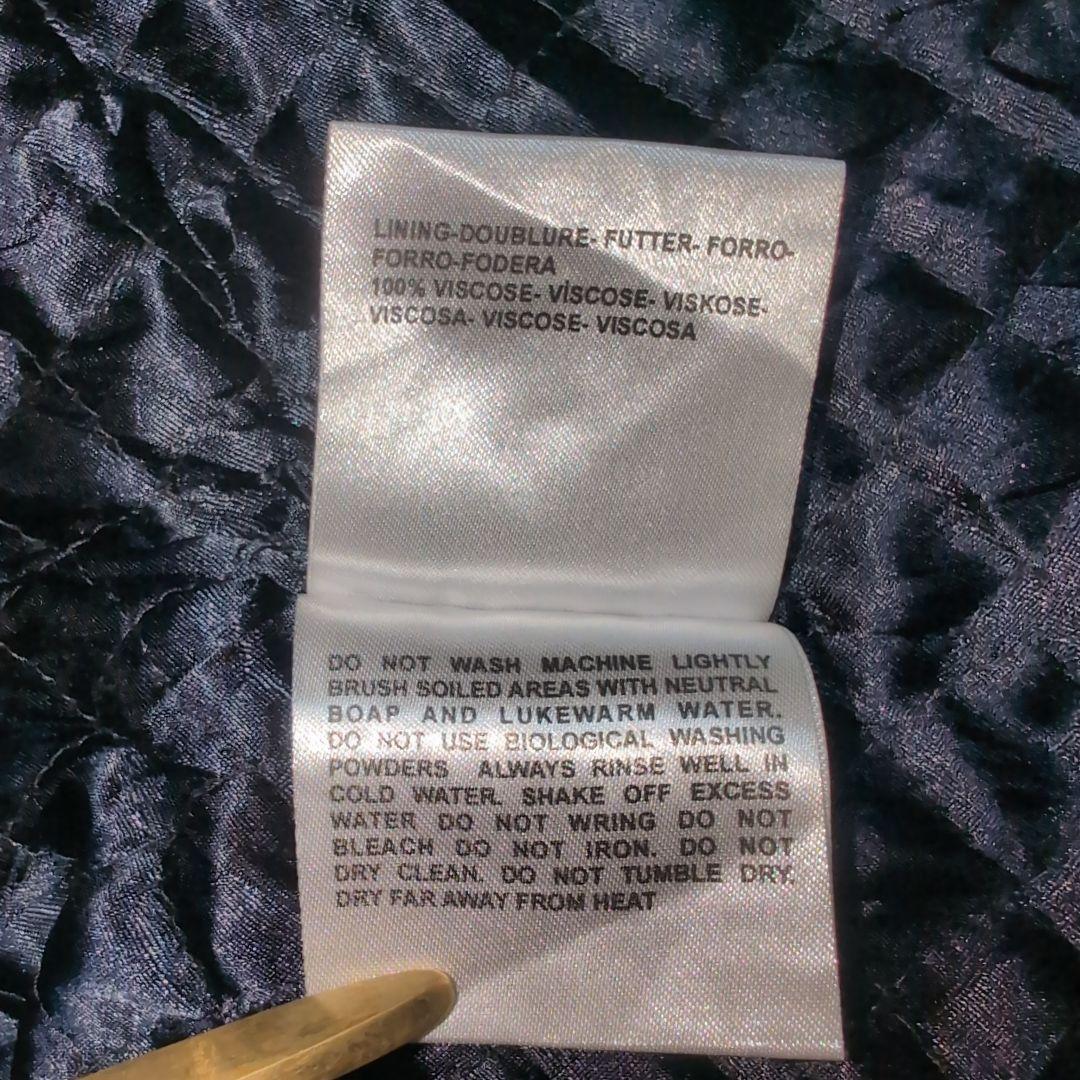 LINING-DOUBLURE- FUTTER- FORRO-
FORRO-FODERA
100% VISCOSE- VİSCOSE- VISKOSE-
VISCOSA- VISCOSE- VISCOSA
DO NOT WASH MACHINE LIGHTLY
BRUSH SOILED AREAS WITH NEUTRAL
BOAP AND LUKEWARM WATER.
DO NOT USE BIOLOGICAL WASHING
POWDERS ALWAYS RINSE WELL IN
COLD WATER. SHAKE OFF EXCESS
WATER DO NOT WRING DO NOT
BLEACH DO NOT IRON. DO NOT
DRY CLEAN. DO NOT TUMBLE DRY.
DRY FAR AWAY FROM HEAT